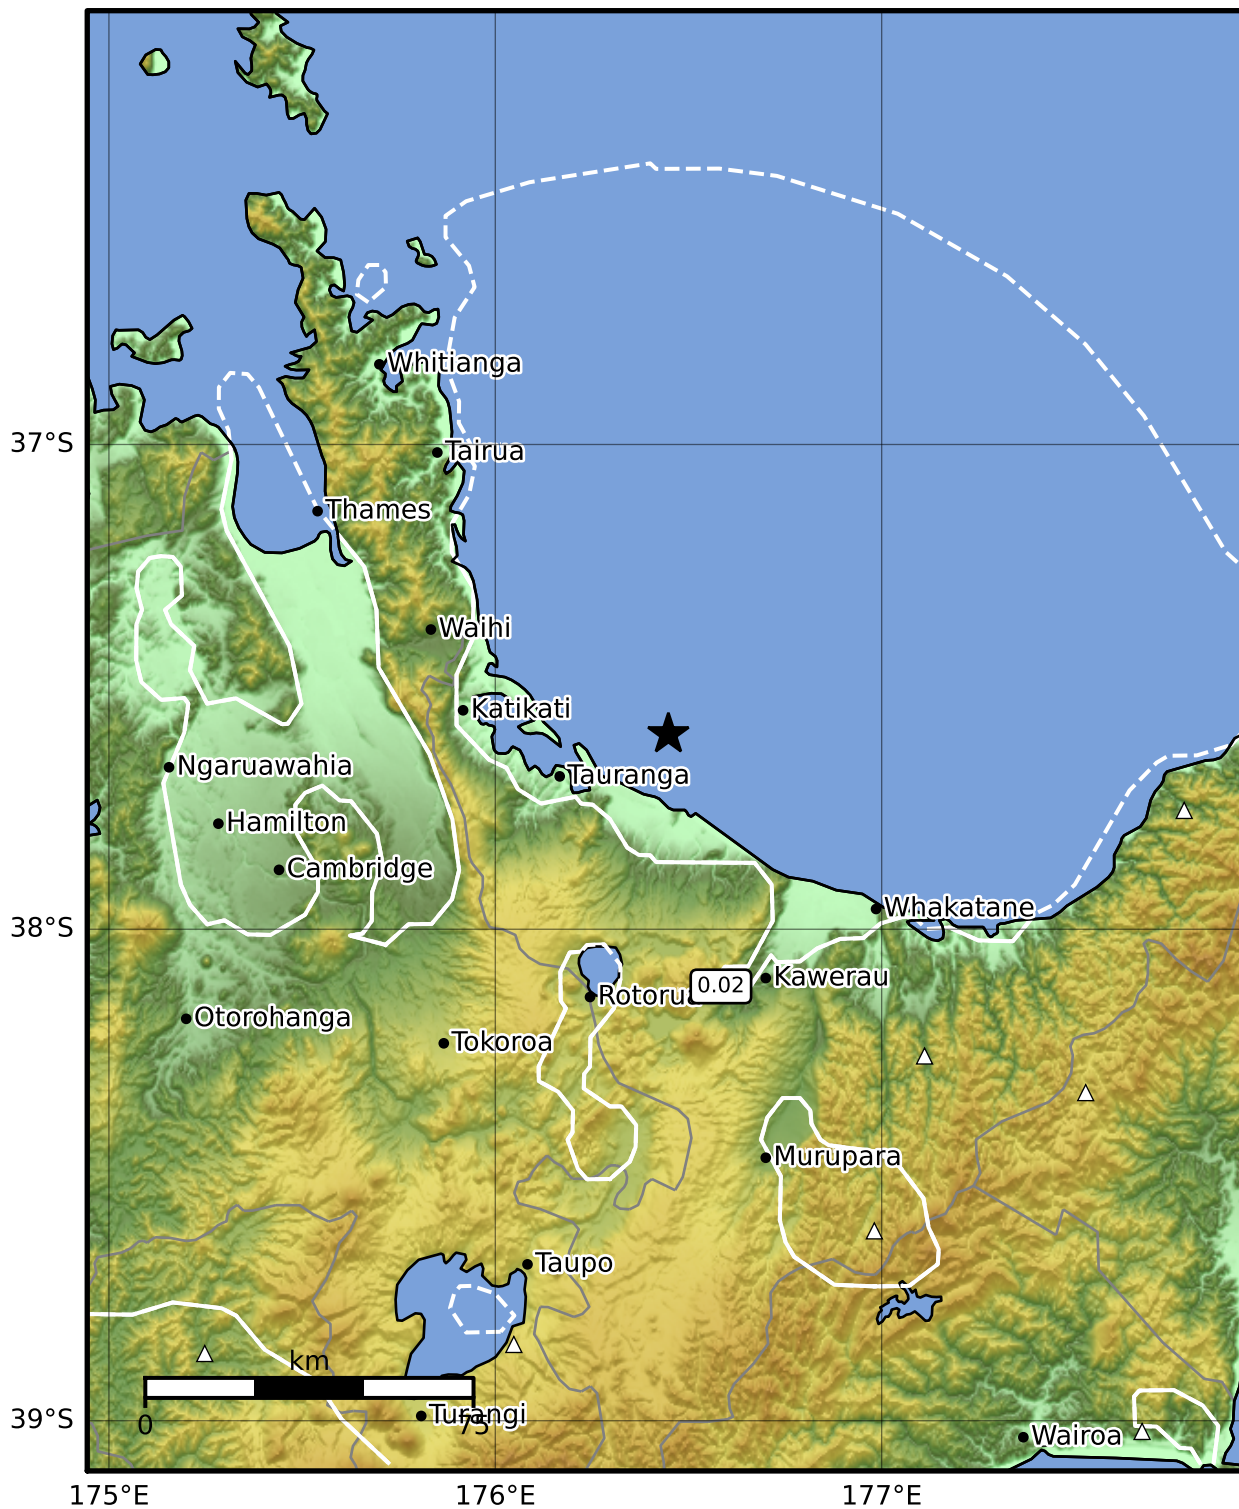 Whitianga
37°S
Tairua
Thames
Waihi
Katikati
Ngaruawahia
Tauranga
Hamilton
Cambridge
Whakatane
38°S
Kawerau
0.02
Rotorua
Otorohanga
Tokoroa
Murupara
Taupo
km
0
75
Turangi
39°S
Wairoa
175°E
176°E
177°E